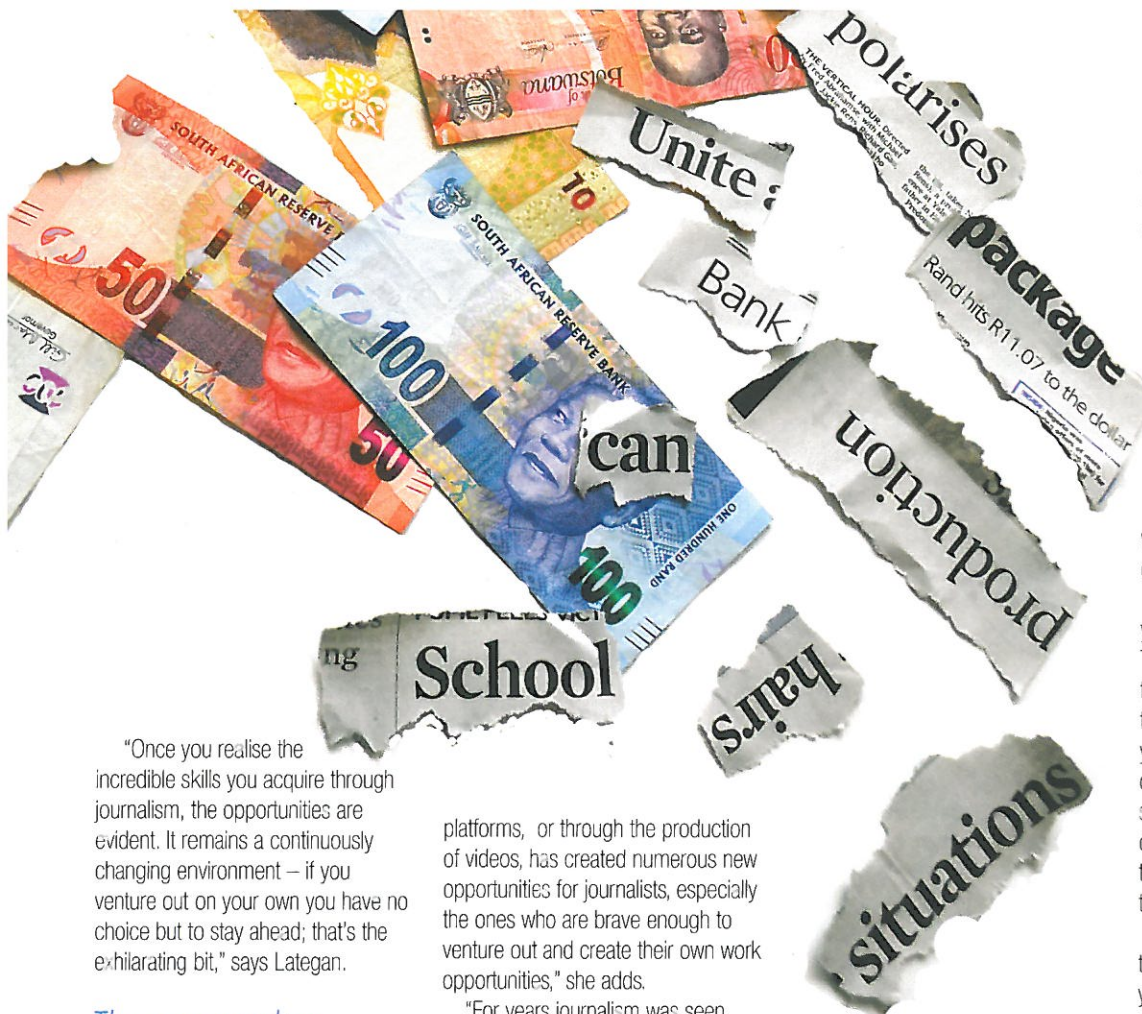 Botswana
polarises
THE VERTICAL HOUR. Directed
Unite
10
SOUTH AFRICAN RESERVE
50
50
Governor
SOUTH AFRICAN RESERVE BANK
100
100
ONE HUNDRED RAND
Bank
package
Rand hits R11.07 to the dollar
can
production
ng
School
hairs
situations
"Once you realise the
incredible skills you acquire through
journalism, the opportunities are
evident. It remains a continuously
changing environment – if you
venture out on your own you have no
choice but to stay ahead; that's the
exhilarating bit," says Lategan.
platforms, or through the production
of videos, has created numerous new
opportunities for journalists, especially
the ones who are brave enough to
venture out and create their own work
opportunities," she adds.
"For years journalism was seen